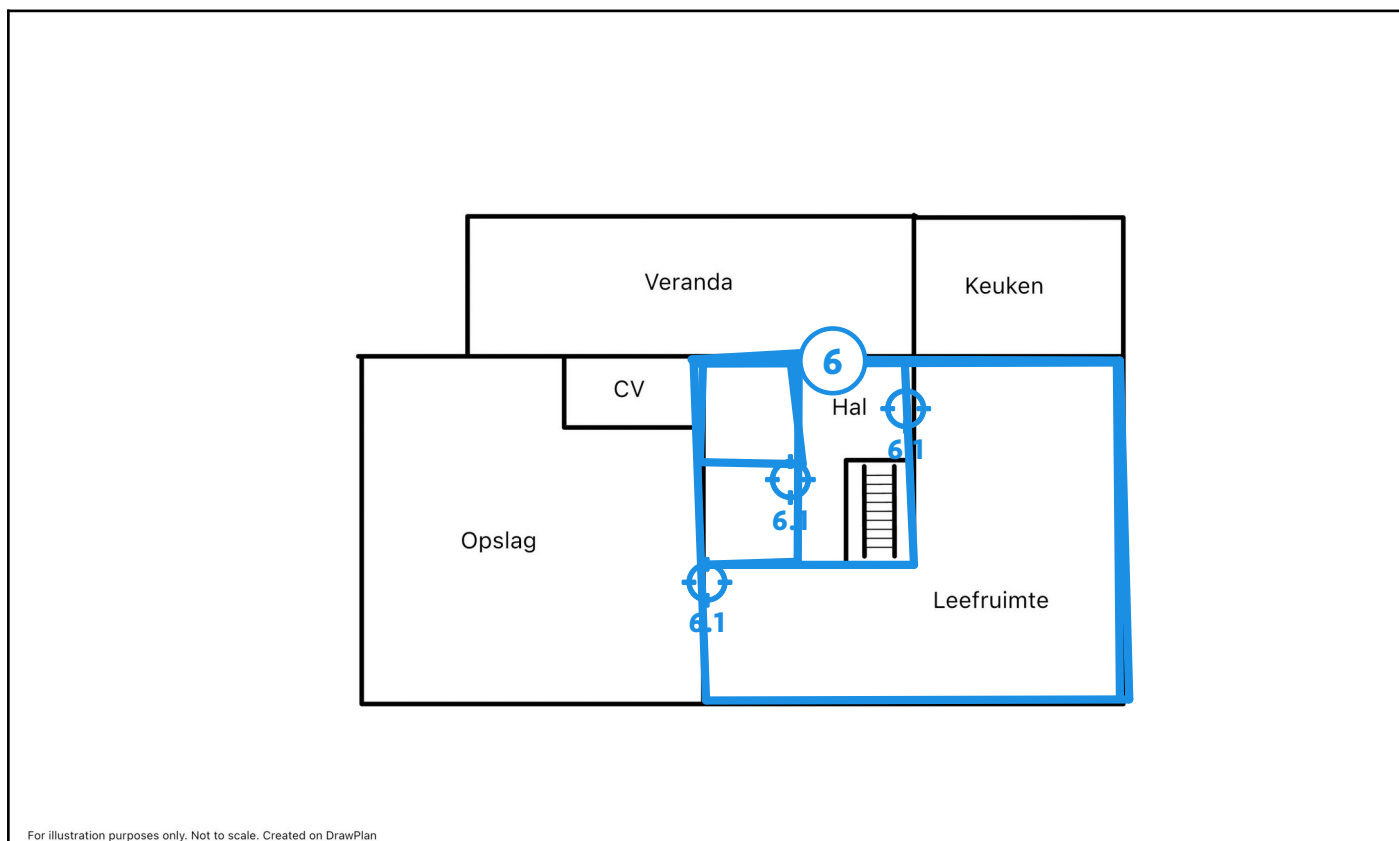 Veranda
Keuken
6
CV
Hal
6.1
6.1
Opslag
Leefruimte
6.1
For illustration purposes only. Not to scale. Created on DrawPlan